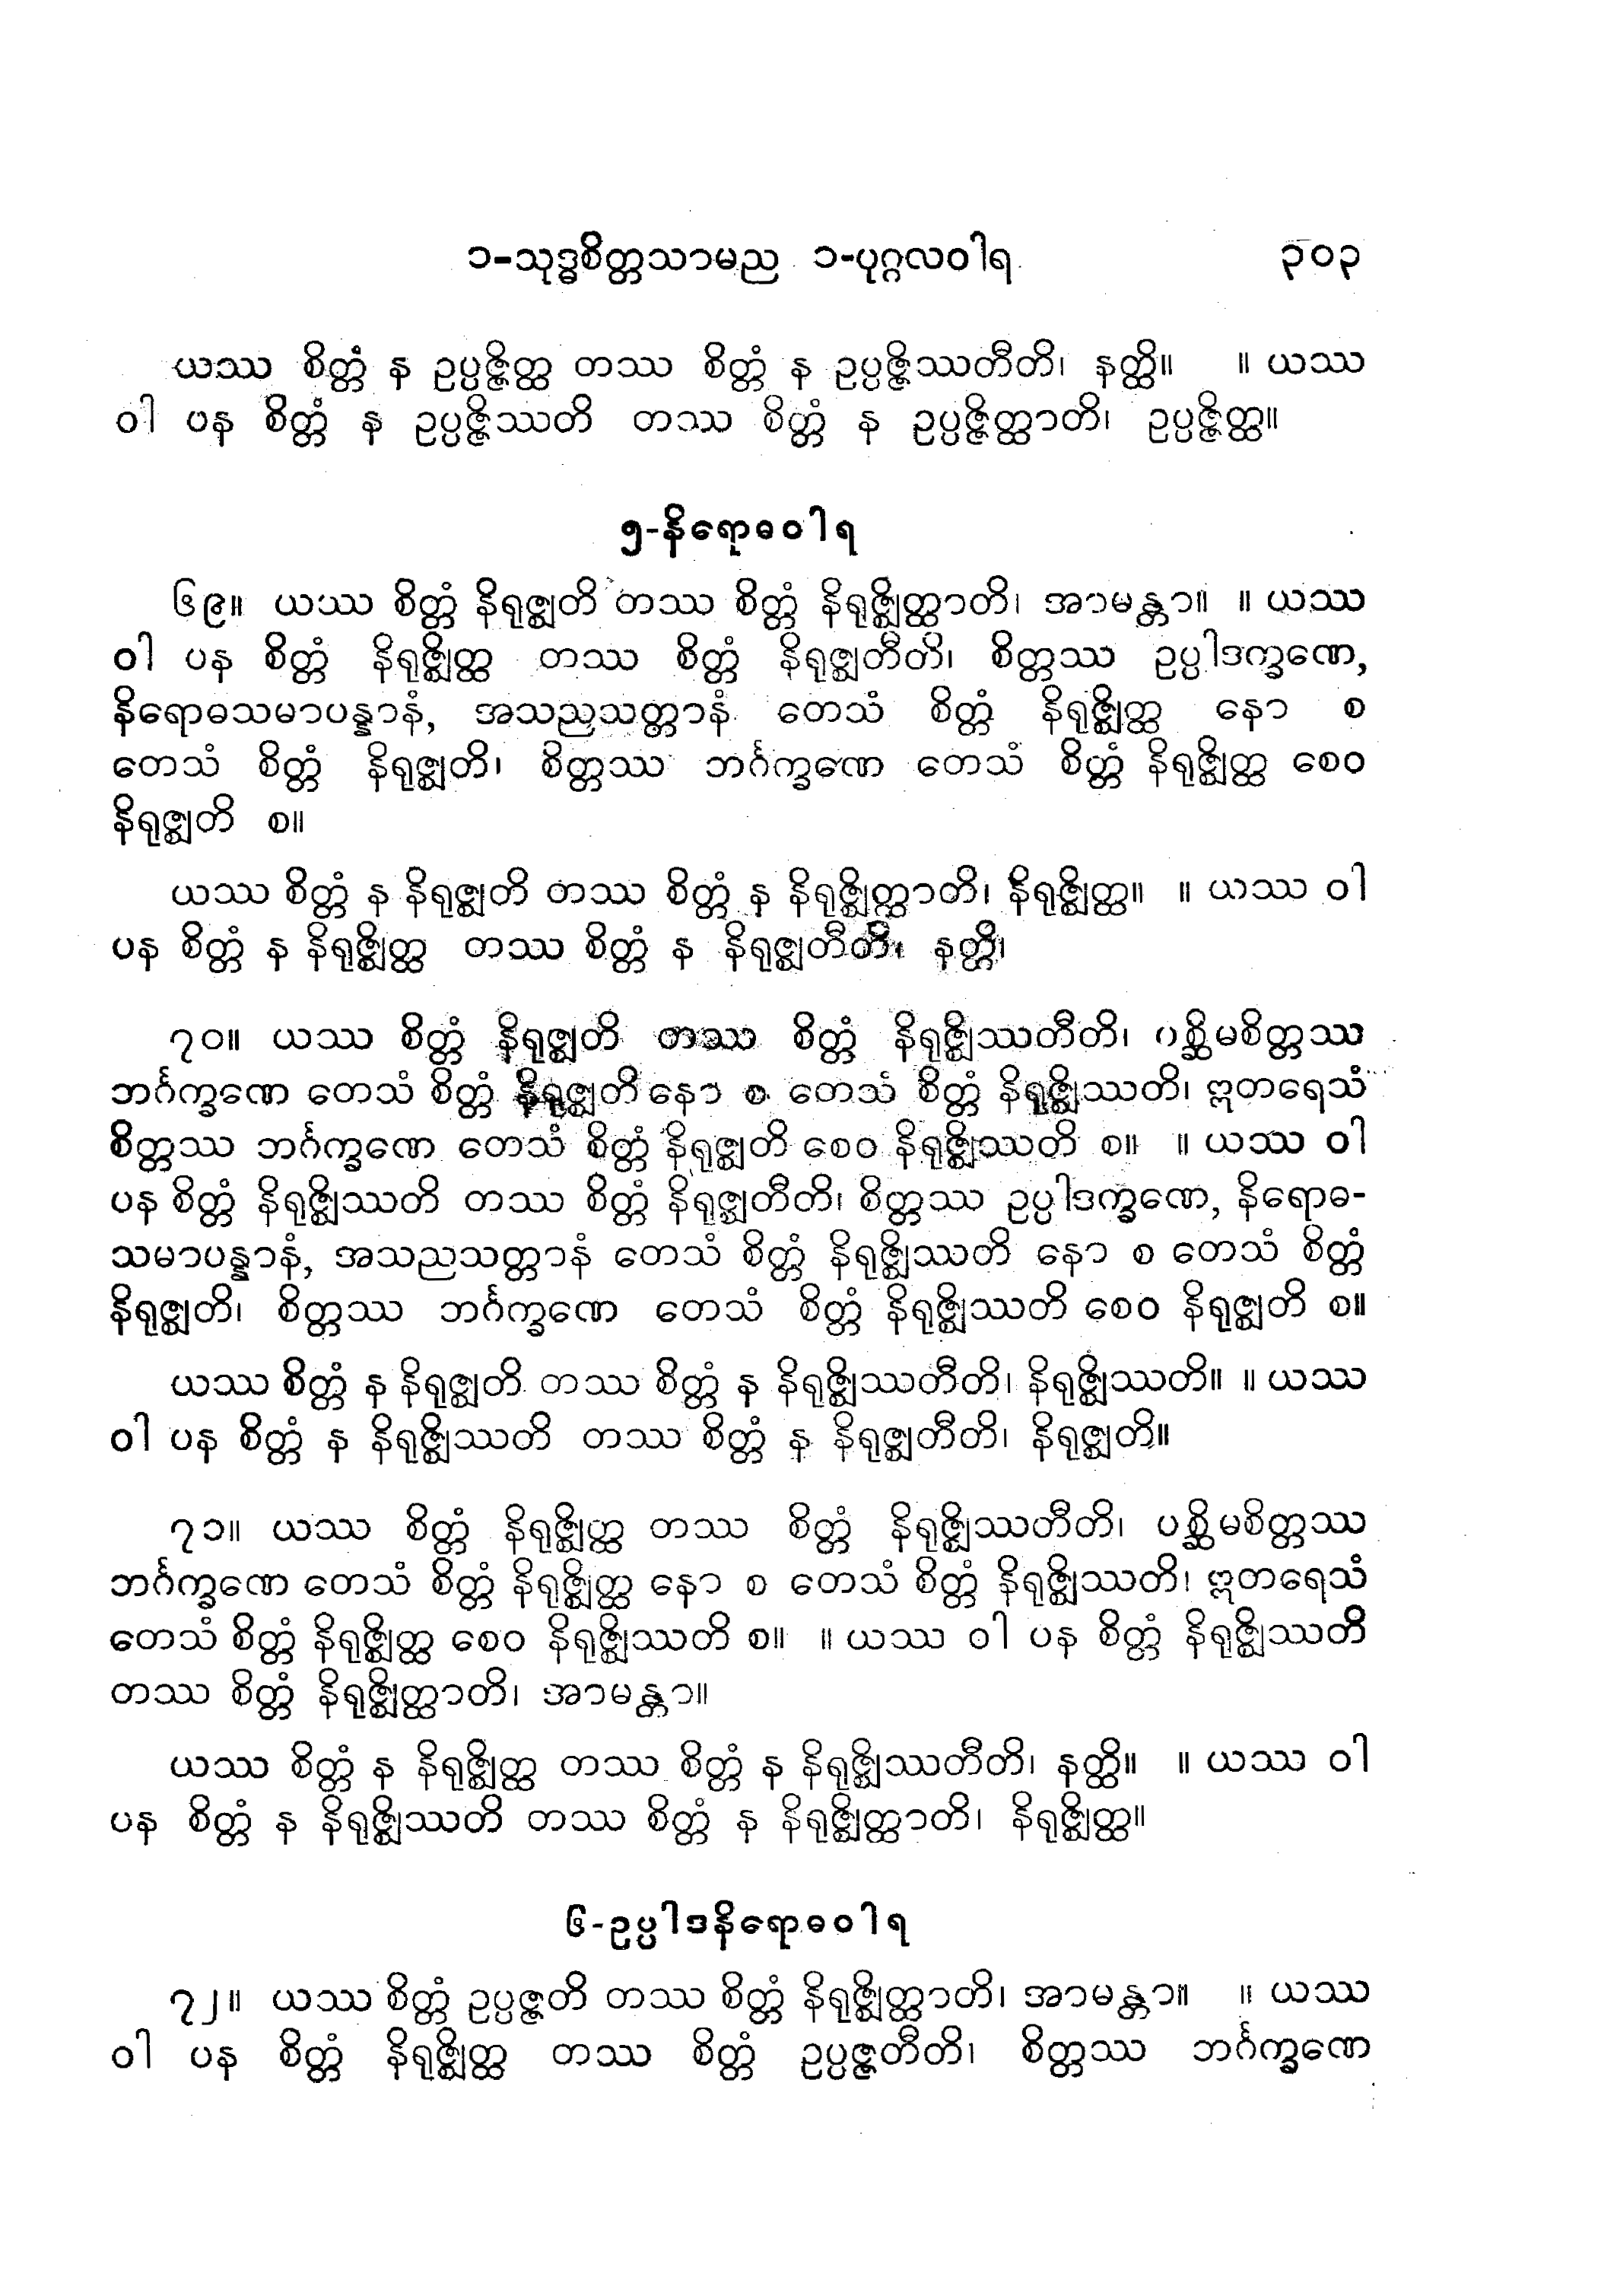 ၁-သုဒ္ဓစိတ္တသာမည ၁-ပုဂ္ဂလဝါရ ၃၀၃
ယဿ စိတ္တံ န ဥပ္ပဇ္ဇိတ္ထ တဿ စိတ္တံ န ဥပ္ပဇ္ဇိဿတီတိ၊ နတ္ထိ။ ။ ယဿ
ဝါ ပန စိတ္တံ န ဥပ္ပဇ္ဇိဿတိ တဿ စိတ္တံ န ဥပ္ပဇ္ဇိတ္ထာတိ၊ ဥပ္ပဇ္ဇိတ္ထ။
၅-နိရောဓဝါရ
၆၉။ ယဿ စိတ္တံ နိရုဇ္ဈတိ တဿ စိတ္တံ နိရုဇ္ဈိတ္ထာတိ၊ အာမန္တာ။ ။ ယဿ
ဝါ ပန စိတ္တံ နိရုဇ္ဈိတ္ထ တဿ စိတ္တံ နိရုဇ္ဈတီတိ၊ စိတ္တဿ ဥပ္ပါဒက္ခဏေ,
နိရောဓသမာပန္နာနံ, အသညသတ္တာနံ တေသံ စိတ္တံ နိရုဇ္ဈိတ္ထ နော စ
တေသံ စိတ္တံ နိရုဇ္ဈတိ၊ စိတ္တဿ ဘင်္ဂက္ခဏေ တေသံ စိတ္တံ နိရုဇ္ဈိတ္ထ စေဝ
နိရုဇ္ဈတိ စ။
ယဿ စိတ္တံ န နိရုဇ္ဈတိ တဿ စိတ္တံ န နိရုဇ္ဈိတ္ထာတိ၊ နိရုဇ္ဈိတ္ထ။ ။ ယဿ ဝါ
ပန စိတ္တံ န နိရုဇ္ဈိတ္ထ တဿ စိတ္တံ န နိရုဇ္ဈတီတိ၊ နတ္ထိ၊
၇၀။ ယဿ စိတ္တံ နိရုဇ္ဈတိ တဿ စိတ္တံ နိရုဇ္ဈိဿတီတိ၊ ပစ္ဆိမစိတ္တဿ
ဘင်္ဂက္ခဏေ တေသံ စိတ္တံ နိရုဇ္ဈတိ နော စ တေသံ စိတ္တံ နိရုဇ္ဈိဿတိ၊ ဣတရေသံ
စိတ္တဿ ဘင်္ဂက္ခဏေ တေသံ စိတ္တံ နိရုဇ္ဈတိ စေဝ နိရုဇ္ဈိဿတိ စ။ ။ ယဿ ဝါ
ပန စိတ္တံ နိရုဇ္ဈိဿတိ တဿ စိတ္တံ နိရုဇ္ဈတီတိ၊ စိတ္တဿ ဥပ္ပါဒက္ခဏေ, နိရောဓ-
သမာပန္နာနံ, အသညသတ္တာနံ တေသံ စိတ္တံ နိရုဇ္ဈိဿတိ နော စ တေသံ စိတ္တံ
နိရုဇ္ဈတိ၊ စိတ္တဿ ဘင်္ဂက္ခဏေ တေသံ စိတ္တံ နိရုဇ္ဈိဿတိ စေဝ နိရုဇ္ဈတိ စ။
ယဿ စိတ္တံ န နိရုဇ္ဈတိ တဿ စိတ္တံ န နိရုဇ္ဈိဿတီတိ၊ နိရုဇ္ဈိဿတိ။ ။ ယဿ
ဝါ ပန စိတ္တံ န နိရုဇ္ဈိဿတိ တဿ စိတ္တံ န နိရုဇ္ဈတီတိ၊ နိရုဇ္ဈတိ။
၇၁။ ယဿ စိတ္တံ နိရုဇ္ဈိတ္ထ တဿ စိတ္တံ နိရုဇ္ဈိဿတီတိ၊ ပစ္ဆိမစိတ္တဿ
ဘင်္ဂက္ခဏေ တေသံ စိတ္တံ နိရုဇ္ဈိတ္ထ နော စ တေသံ စိတ္တံ နိရုဇ္ဈိဿတိ၊ ဣတရေသံ
တေသံ စိတ္တံ နိရုဇ္ဈိတ္ထ စေဝ နိရုဇ္ဈိဿတိ စ။ ။ ယဿ ဝါ ပန စိတ္တံ နိရုဇ္ဈိဿတိ
တဿ စိတ္တံ နိရုဇ္ဈိတ္ထာတိ၊ အာမန္တာ။
ယဿ စိတ္တံ န နိရုဇ္ဈိတ္ထ တဿ စိတ္တံ န နိရုဇ္ဈိဿတီတိ၊ နတ္ထိ။ ။ ယဿ ဝါ
ပန စိတ္တံ န နိရုဇ္ဈိဿတိ တဿ စိတ္တံ န နိရုဇ္ဈိတ္ထာတိ၊ နိရုဇ္ဈိတ္ထ။
၆-ဥပ္ပါဒနိရောဓဝါရ
၇၂။ ယဿ စိတ္တံ ဥပ္ပဇ္ဇတိ တဿ စိတ္တံ နိရုဇ္ဈိတ္ထာတိ၊ အာမန္တာ။ ။ ယဿ
ဝါ ပန စိတ္တံ နိရုဇ္ဈိတ္ထ တဿ စိတ္တံ ဥပ္ပဇ္ဇတီတိ၊ စိတ္တဿ ဘင်္ဂက္ခဏေ